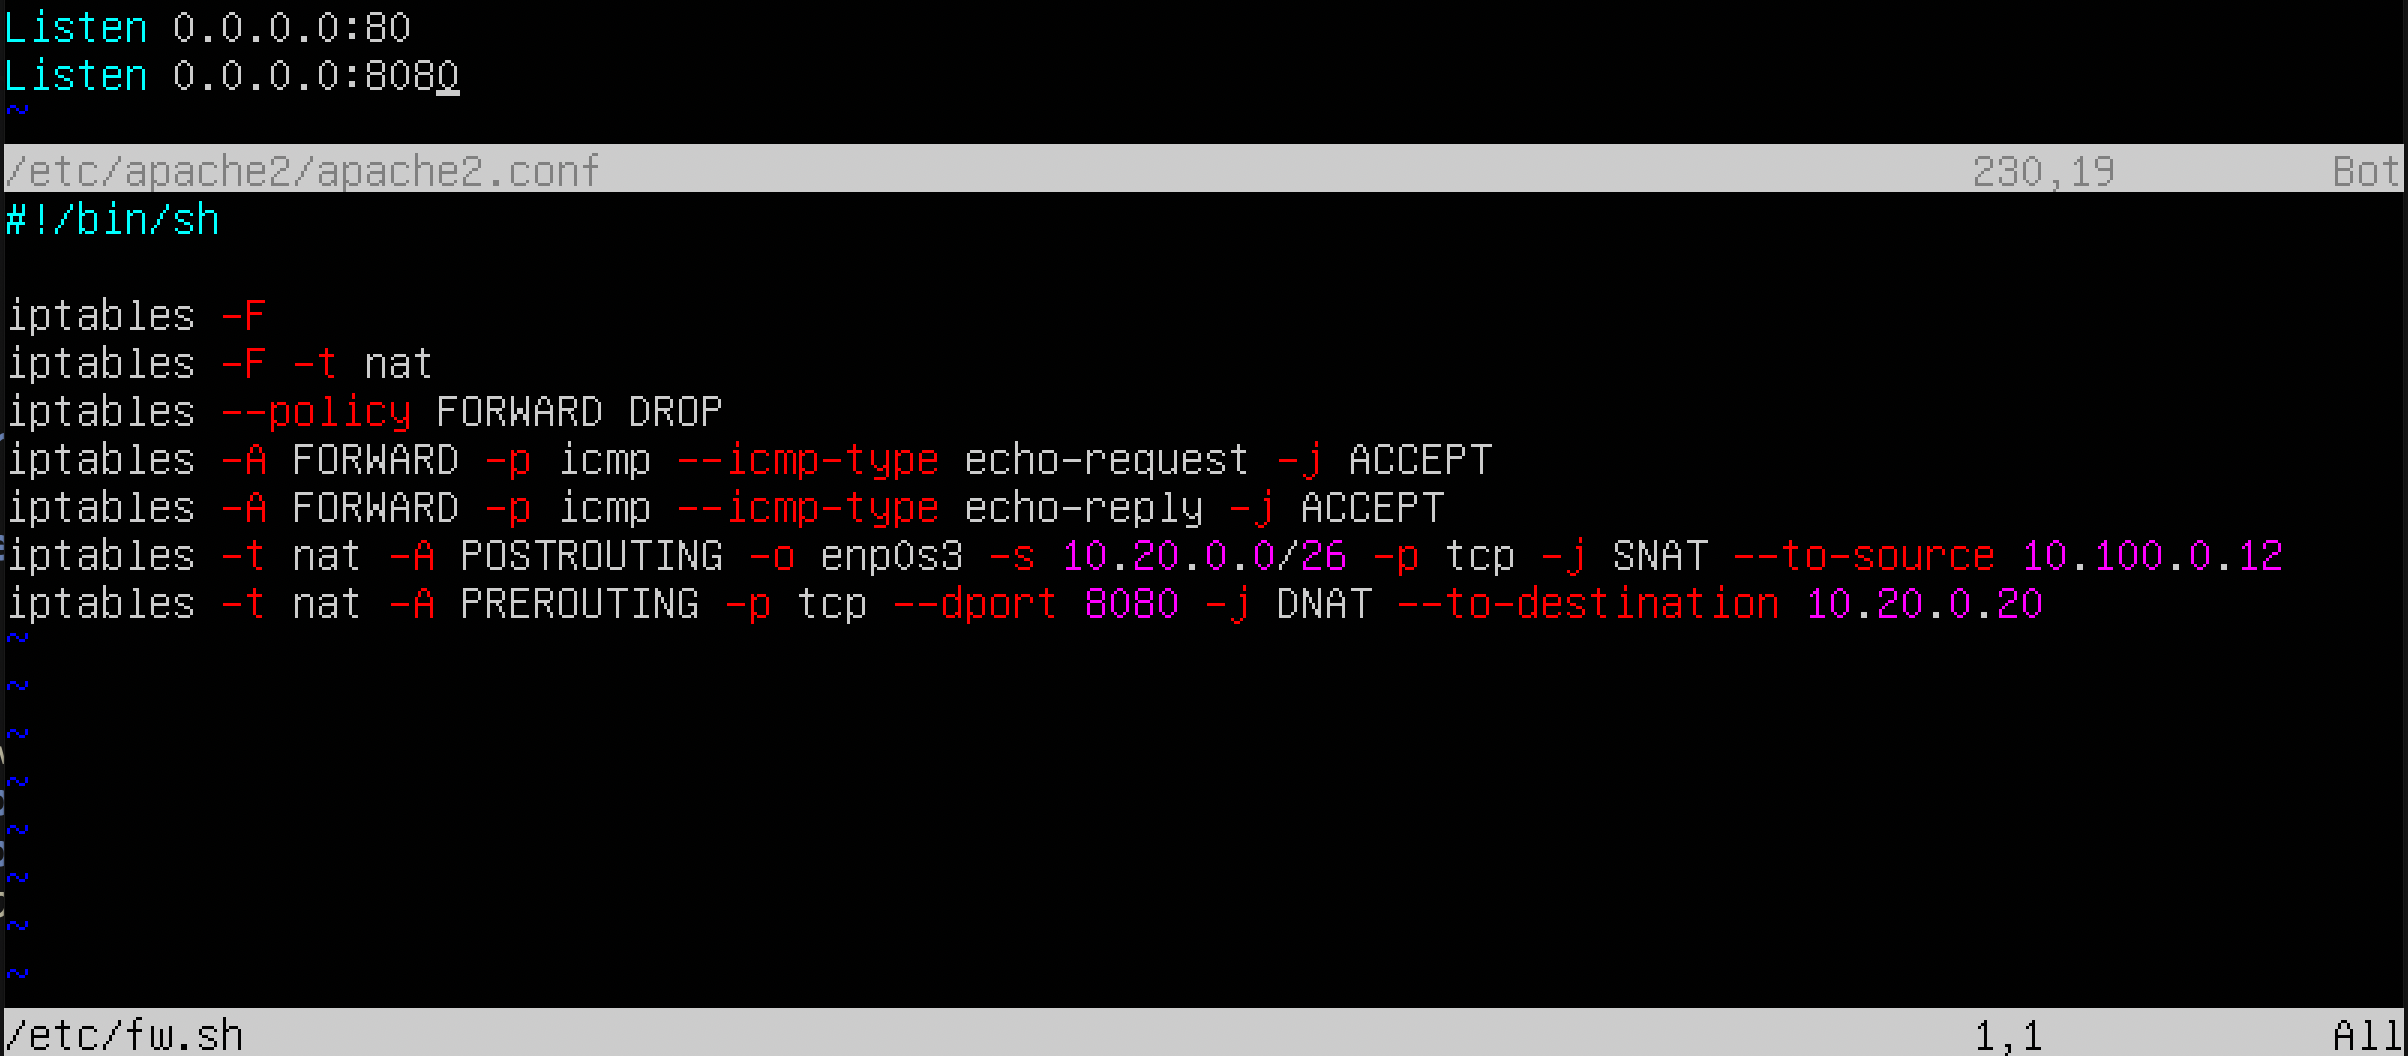 Listen 0.0.0.0:80
Listen 0.0.0.0:8080
~
/etc/apache2/apache2.conf 230,19 Bot
#!/bin/sh
iptables -F
iptables -F -t nat
iptables --policy FORWARD DROP
iptables -A FORWARD -p icmp --icmp-type echo-request -j ACCEPT
iptables -A FORWARD -p icmp --icmp-type echo-reply -j ACCEPT
iptables -t nat -A POSTROUTING -o enp0s3 -s 10.20.0.0/26 -p tcp -j SNAT --to-source 10.100.0.12
iptables -t nat -A PREROUTING -p tcp --dport 8080 -j DNAT --to-destination 10.20.0.20
~
~
~
~
~
~
~
~
/etc/fw.sh 1,1 All